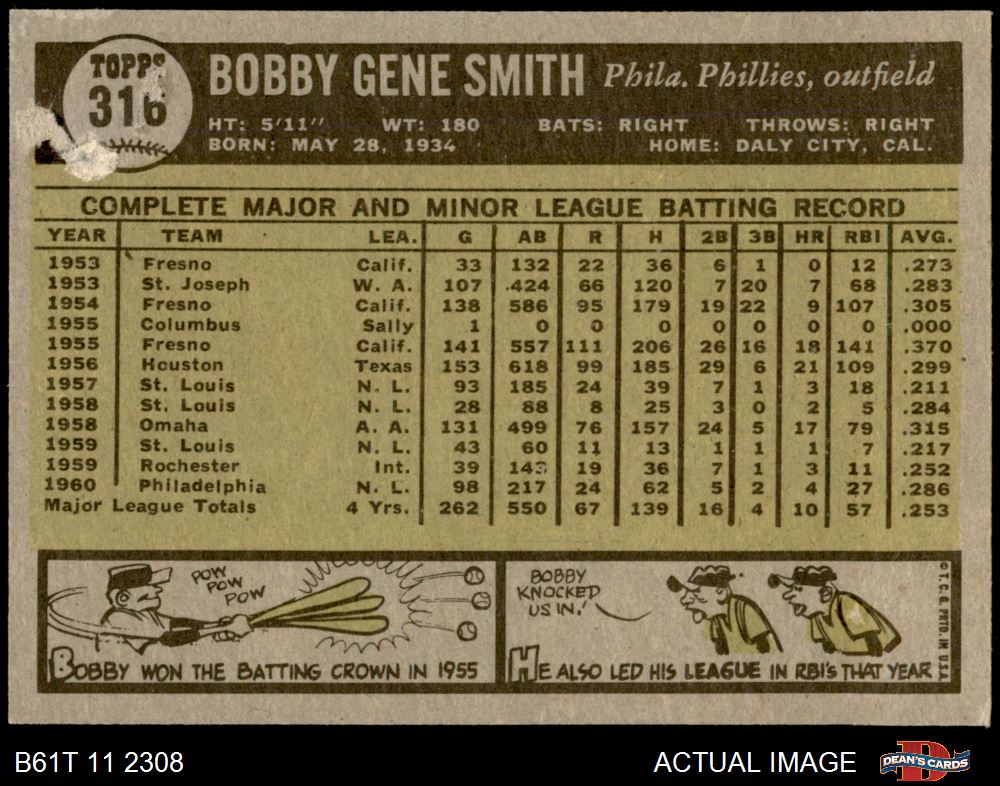 TOPPS
316
BOBBY GENE SMITH Phila. Phillies, outfield
HT: 5'11" WT: 180 BATS: RIGHT THROWS: RIGHT
BORN: MAY 28, 1934 HOME: DALY CITY, CAL.
COMPLETE MAJOR AND MINOR LEAGUE BATTING RECORD
YEAR TEAM LEA. G AB R H 2B 3B HR RBI AVG.
1953 Fresno Calif. 33 132 22 36 6 1 0 12 .273
1953 St. Joseph W. A. 107 .424 66 120 7 20 7 68 .283
1954 Fresno Calif. 138 586 95 179 19 22 9 107 .305
1955 Columbus Sally 1 0 0 0 0 0 0 0 .000
1955 Fresno Calif. 141 557 111 206 26 16 18 141 .370
1956 Houston Texas 153 618 99 185 29 6 21 109 .299
1957 St. Louis N. L. 93 185 24 39 7 1 3 18 .211
1958 St. Louis N. L. 28 88 8 25 3 0 2 5 .284
1958 Omaha A. A. 131 499 76 157 24 5 17 79 .315
1959 St. Louis N. L. 43 60 11 13 1 1 1 7 .217
1959 Rochester Int. 39 143 19 36 7 1 3 11 .252
1960 Philadelphia N. L. 98 217 24 62 5 2 4 27 .286
Major League Totals 4 Yrs. 262 550 67 139 16 4 10 57 .253
POW
POW
POW
BOBBY WON THE BATTING CROWN IN 1955
BOBBY
KNOCKED
US IN!
HE ALSO LED HIS LEAGUE IN RBI'S THAT YEAR
© T. C. G. PRTD. IN U.S.A.
B61T 11 2308 ACTUAL IMAGE
D
DEAN'S CARDS